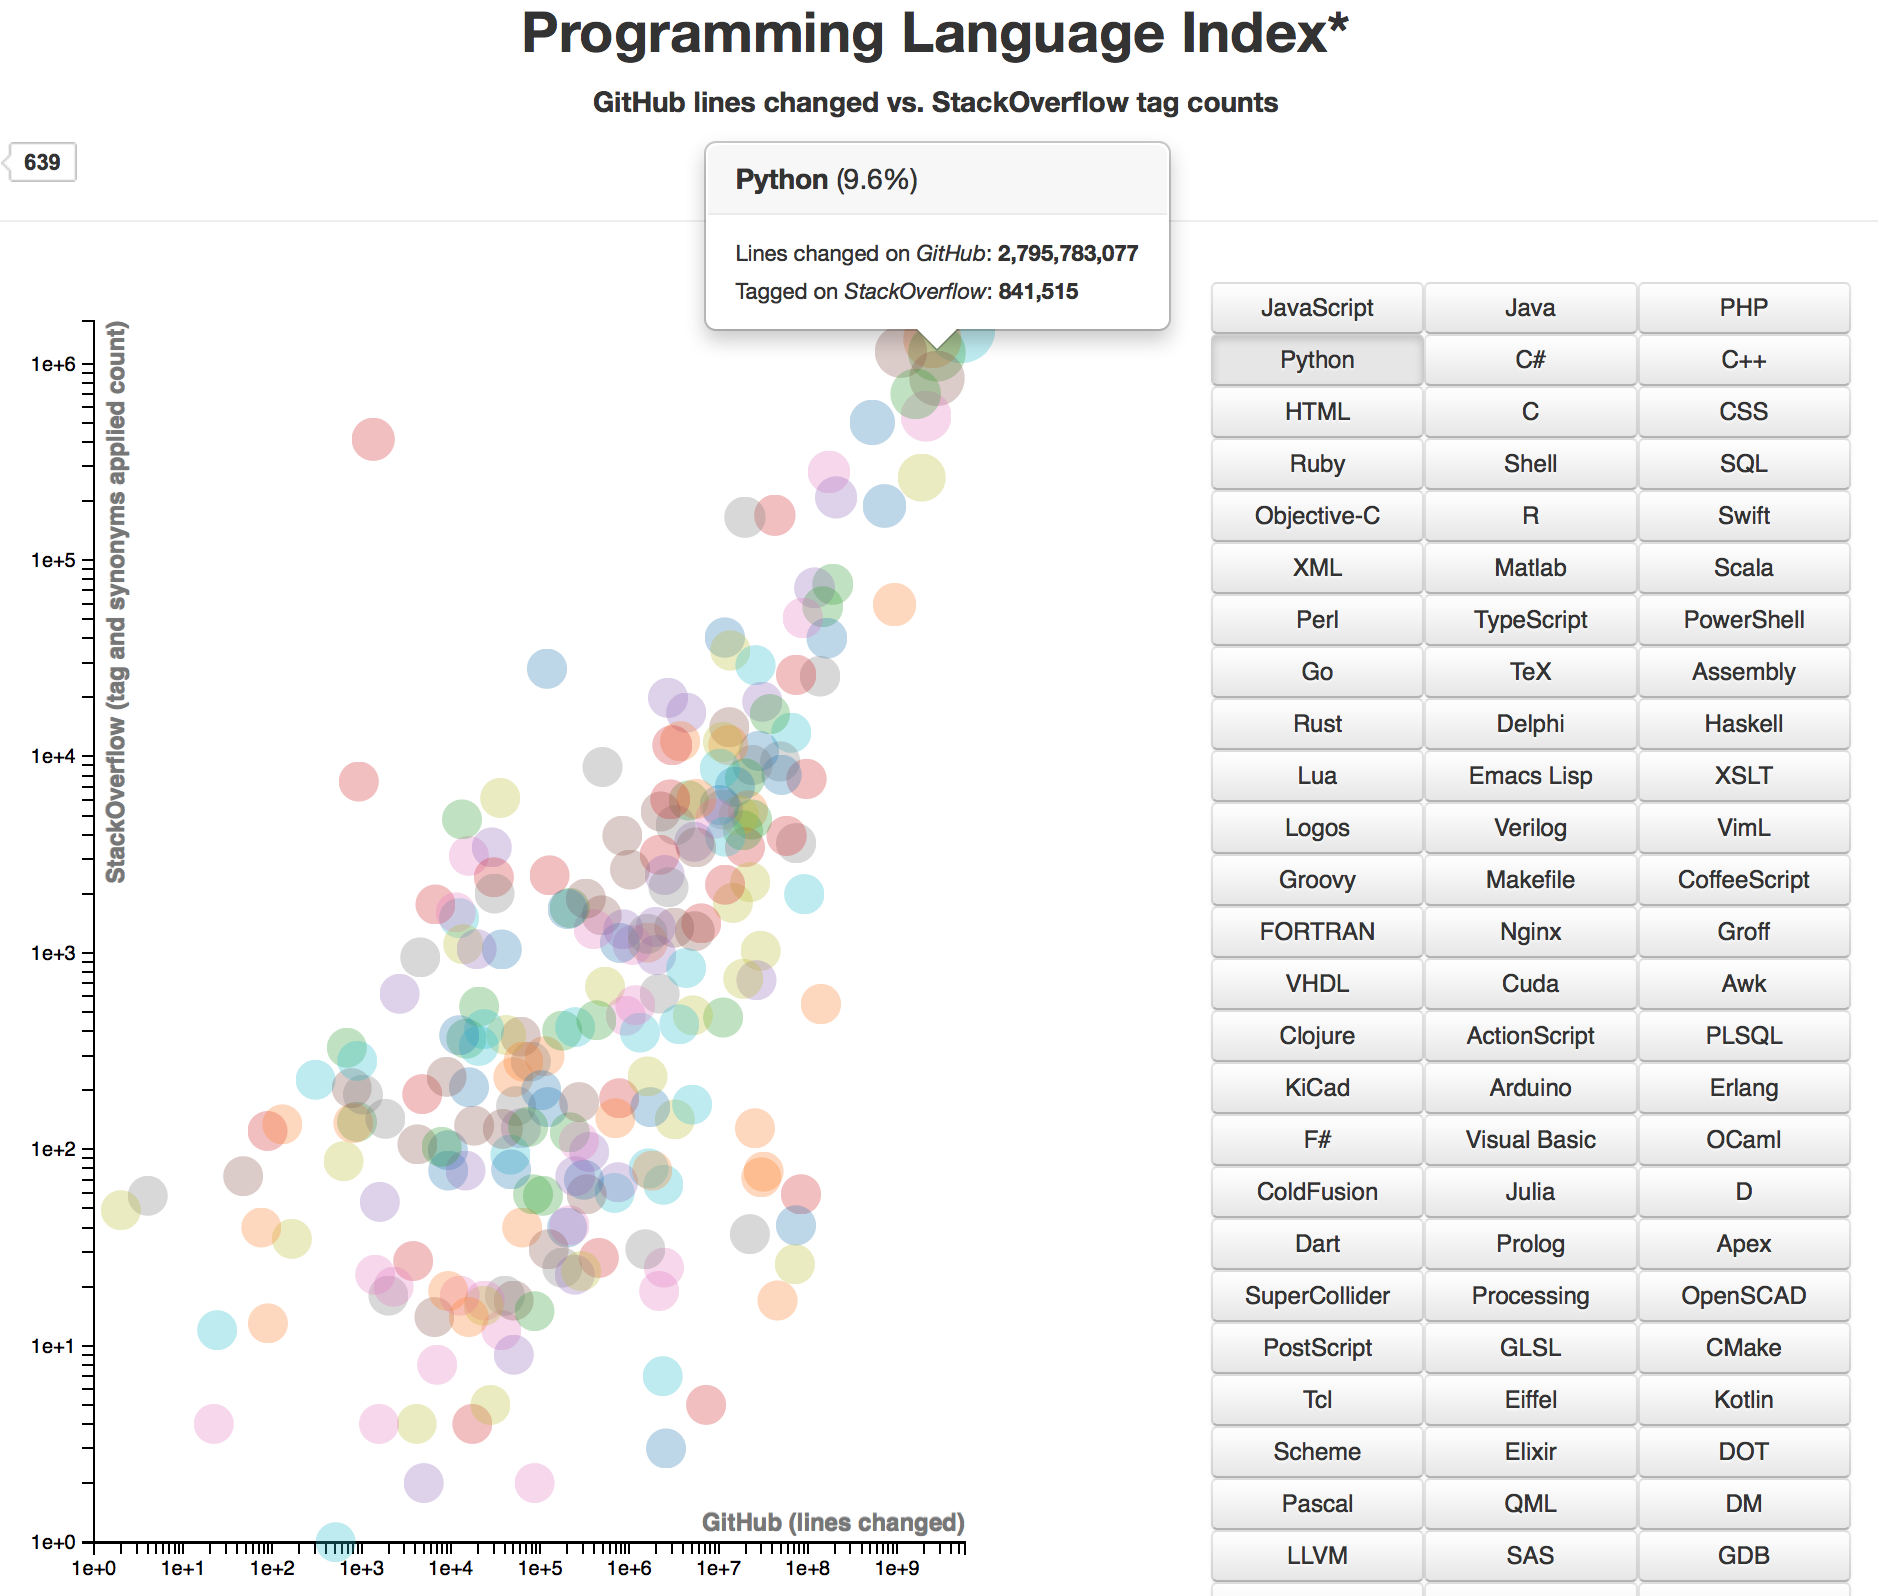 Programming Language Index*
GitHub lines changed vs. StackOverflow tag counts
639
Python (9.6%)
Lines changed on GitHub: 2,795,783,077
Tagged on StackOverflow: 841,515
StackOverflow (tag and synonyms applied count)
1e+6
1e+5
1e+4
1e+3
1e+2
1e+1
1e+0
GitHub (lines changed)
1e+0 1e+1 1e+2 1e+3 1e+4 1e+5 1e+6 1e+7 1e+8 1e+9
JavaScript Java PHP
Python C# C++
HTML C CSS
Ruby Shell SQL
Objective-C R Swift
XML Matlab Scala
Perl TypeScript PowerShell
Go TeX Assembly
Rust Delphi Haskell
Lua Emacs Lisp XSLT
Logos Verilog VimL
Groovy Makefile CoffeeScript
FORTRAN Nginx Groff
VHDL Cuda Awk
Clojure ActionScript PLSQL
KiCad Arduino Erlang
F# Visual Basic OCaml
ColdFusion Julia D
Dart Prolog Apex
SuperCollider Processing OpenSCAD
PostScript GLSL CMake
Tcl Eiffel Kotlin
Scheme Elixir DOT
Pascal QML DM
LLVM SAS GDB